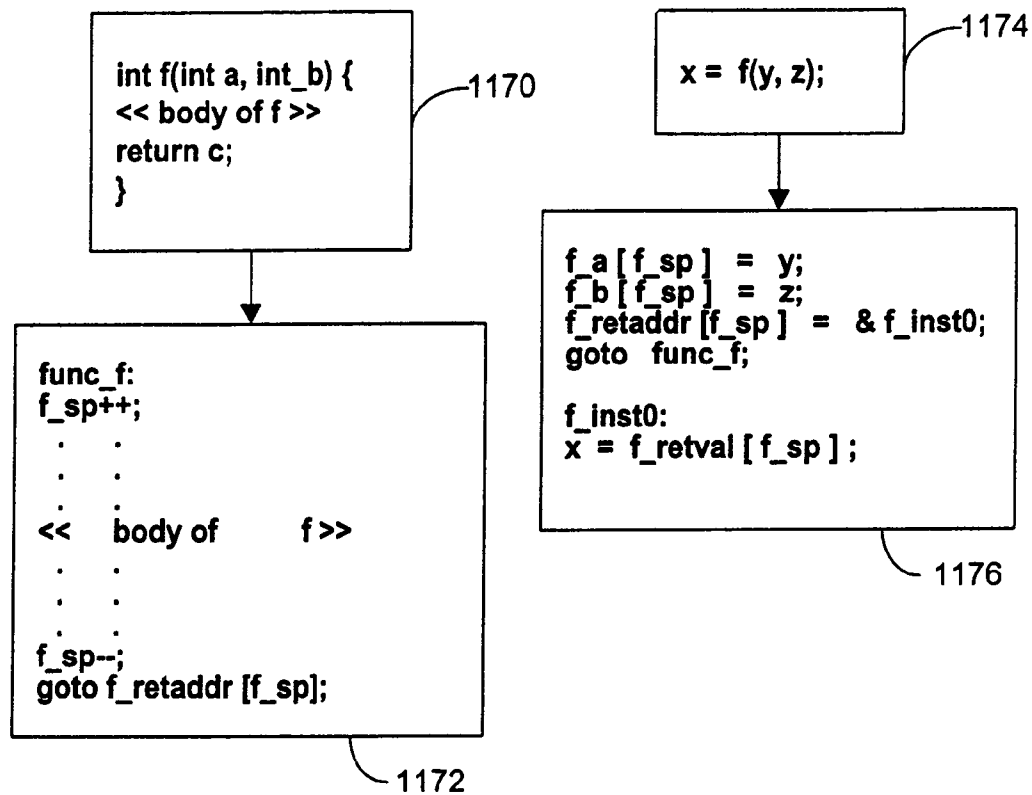 int f(int a, int_b) {
<< body of f >>
return c;
}
1170
func_f:
f_sp++;
. .
. .
. .
<< body of f >>
. .
. .
. .
f_sp--;
goto f_retaddr [f_sp];
1172
x = f(y, z);
1174
f_a [ f_sp ] = y;
f_b [ f_sp ] = z;
f_retaddr [f_sp ] = & f_inst0;
goto func_f;
f_inst0:
x = f_retval [ f_sp ] ;
1176